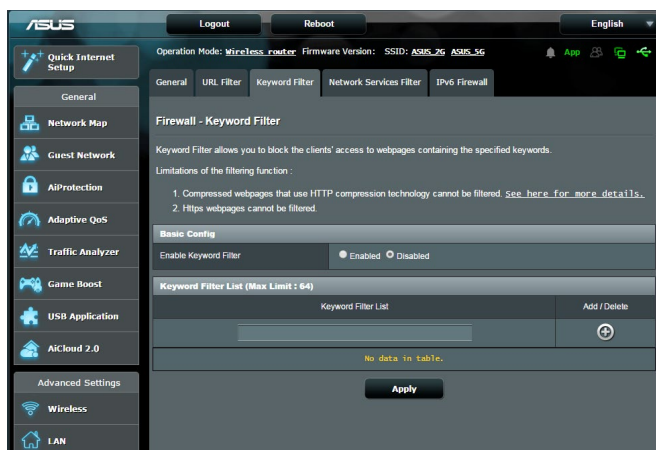 ASUS
Logout
Reboot
English
Quick Internet
Setup
Operation Mode: Wireless router Firmware Version: SSID: ASUS_2G ASUS_5G
App
General URL Filter Keyword Filter Network Services Filter IPv6 Firewall
General
Network Map
Guest Network
AiProtection
Adaptive QoS
Traffic Analyzer
Game Boost
USB Application
AiCloud 2.0
Advanced Settings
Wireless
LAN
Firewall - Keyword Filter
Keyword Filter allows you to block the clients' access to webpages containing the specified keywords.
Limitations of the filtering function :
1. Compressed webpages that use HTTP compression technology cannot be filtered. See here for more details.
2. Https webpages cannot be filtered.
Basic Config
Enable Keyword Filter Enabled Disabled
Keyword Filter List (Max Limit : 64)
Keyword Filter List Add / Delete
No data in table.
Apply